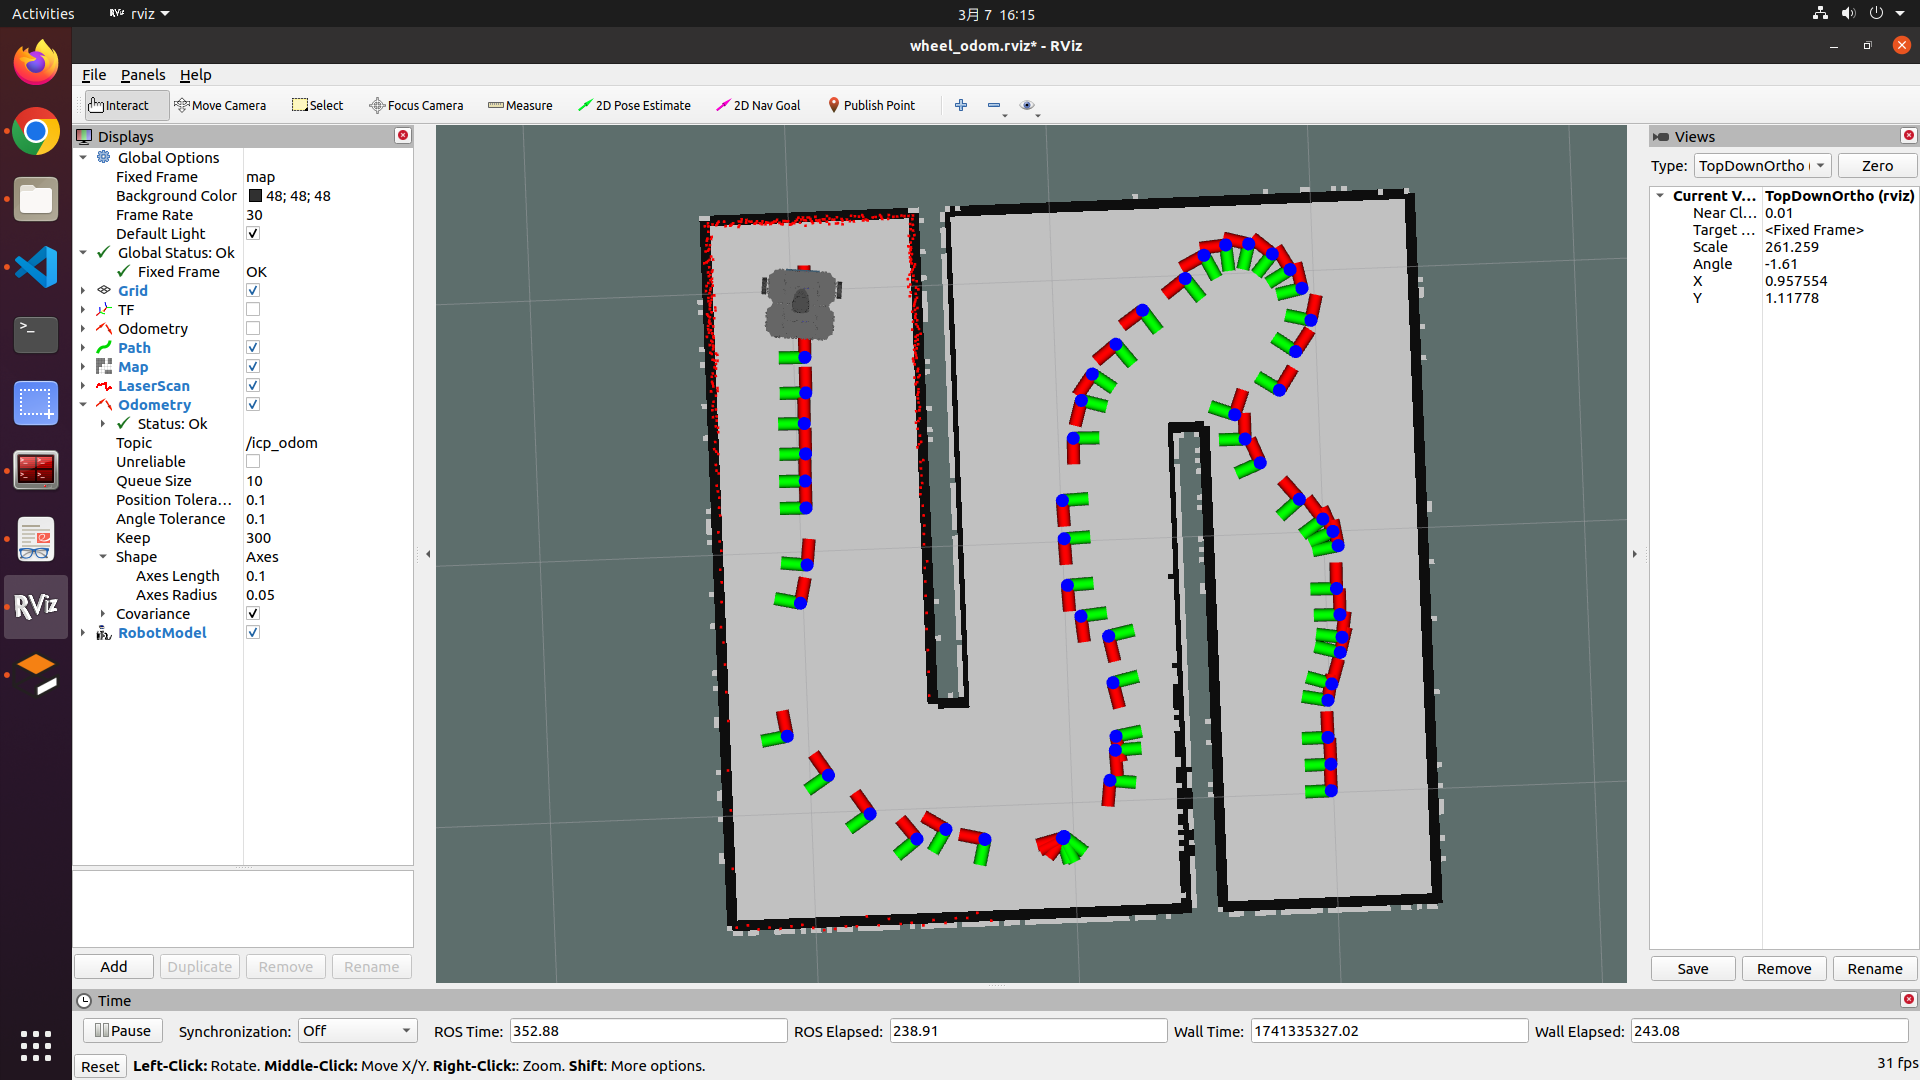 Activities
rviz
3月 7 16:15
wheel_odom.rviz* - RViz
File Panels Help
Interact Move Camera Select Focus Camera Measure 2D Pose Estimate 2D Nav Goal Publish Point
Displays
Global Options
Fixed Frame map
Background Color 48; 48; 48
Frame Rate 30
Default Light
Global Status: Ok
Fixed Frame OK
Grid
TF
Odometry
Path
Map
LaserScan
Odometry
Status: Ok
Topic /icp_odom
Unreliable
Queue Size 10
Position Tolera… 0.1
Angle Tolerance 0.1
Keep 300
Shape Axes
Axes Length 0.1
Axes Radius 0.05
Covariance
RobotModel
RViz
Add Duplicate Remove Rename
Views
Type: TopDownOrtho ( Zero
Current V... TopDownOrtho (rviz)
Near Cl... 0.01
Target ... <Fixed Frame>
Scale 261.259
Angle -1.61
X 0.957554
Y 1.11778
Save Remove Rename
Time
Pause Synchronization: Off ROS Time: 352.88 ROS Elapsed: 238.91 Wall Time: 1741335327.02 Wall Elapsed: 243.08
Reset Left-Click: Rotate. Middle-Click: Move X/Y. Right-Click:: Zoom. Shift: More options. 31 fps